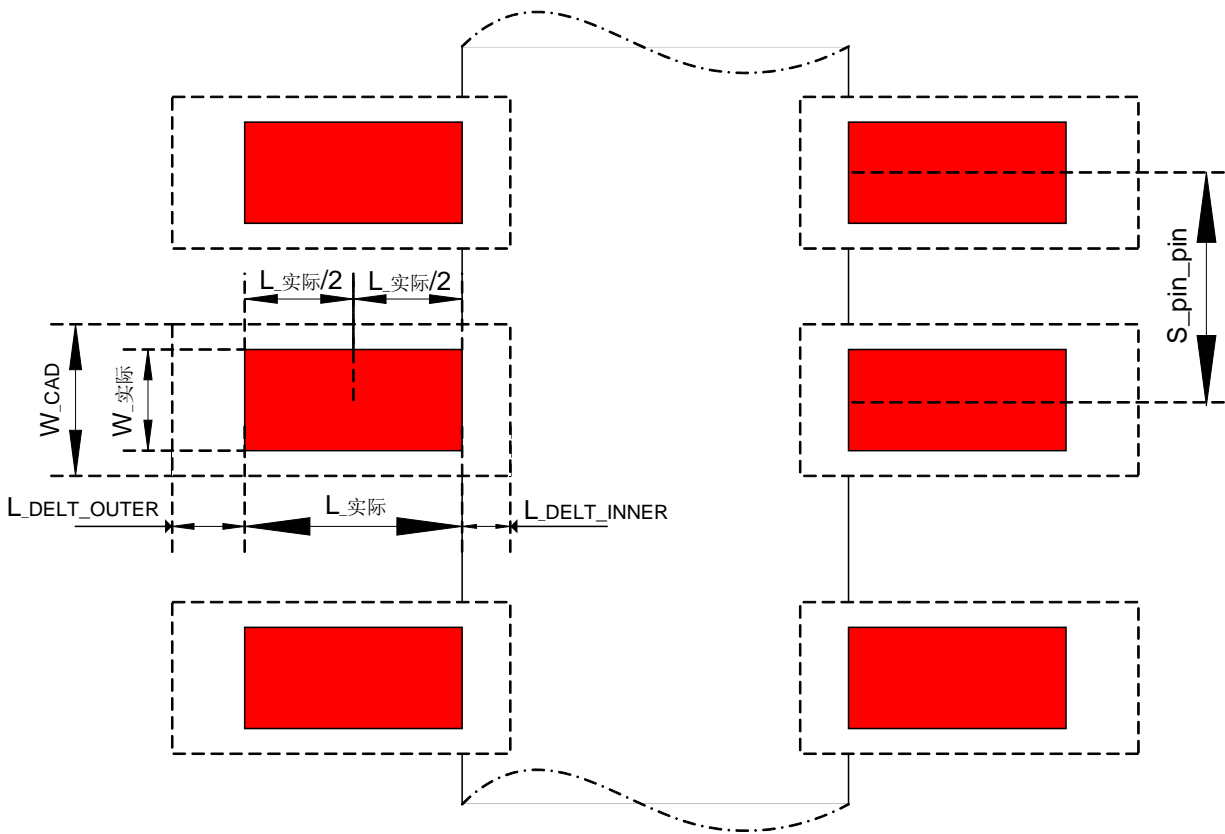 L_实际/2
L_实际/2
S_pin_pin
W_CAD
W_实际
L_DELT_OUTER
L_实际
L_DELT_INNER